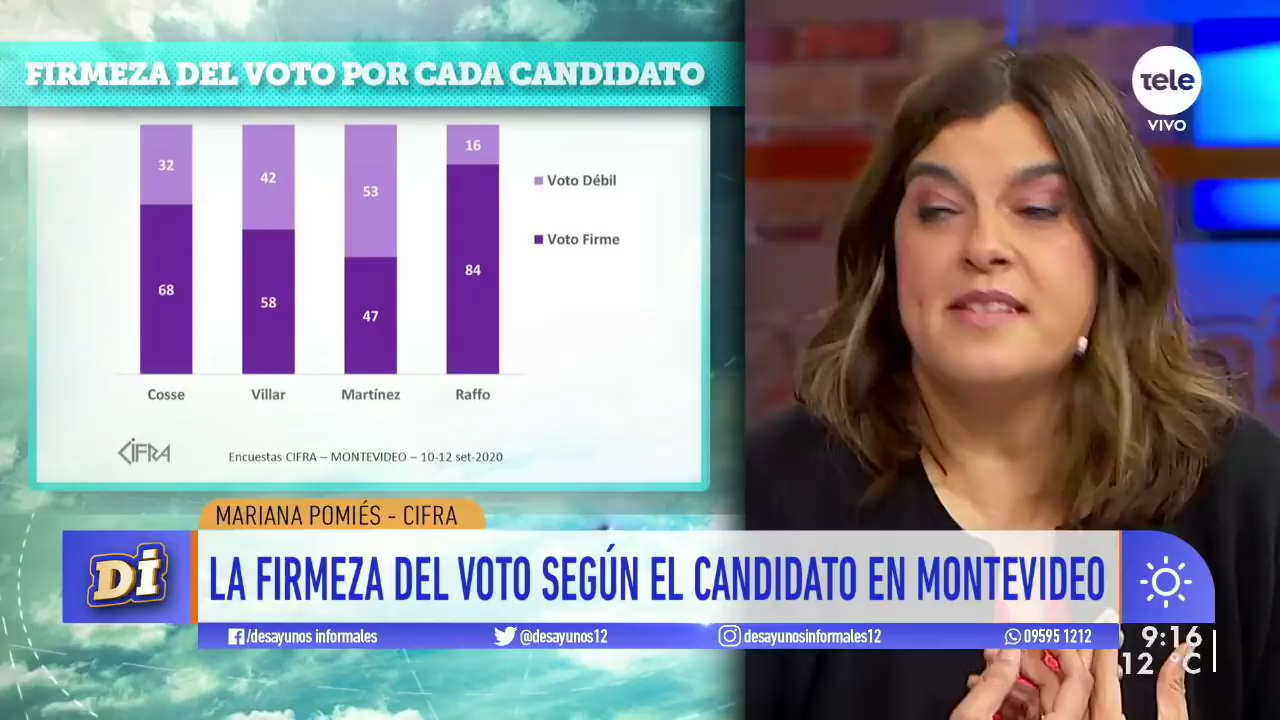 FIRMEZA DEL VOTO POR CADA CANDIDATO
tele
VIVO
32
42
53
16
Voto Débil
Voto Firme
68
58
47
84
Cosse
Villar
Martínez
Raffo
CIFRA
Encuestas CIFRA – MONTEVIDEO – 10-12 set-2020
MARIANA POMIÉS - CIFRA
Di
LA FIRMEZA DEL VOTO SEGÚN EL CANDIDATO EN MONTEVIDEO
/desayunos informales
@desayunos12
desayunosinformales12
09595 1212
9:16
12 °C